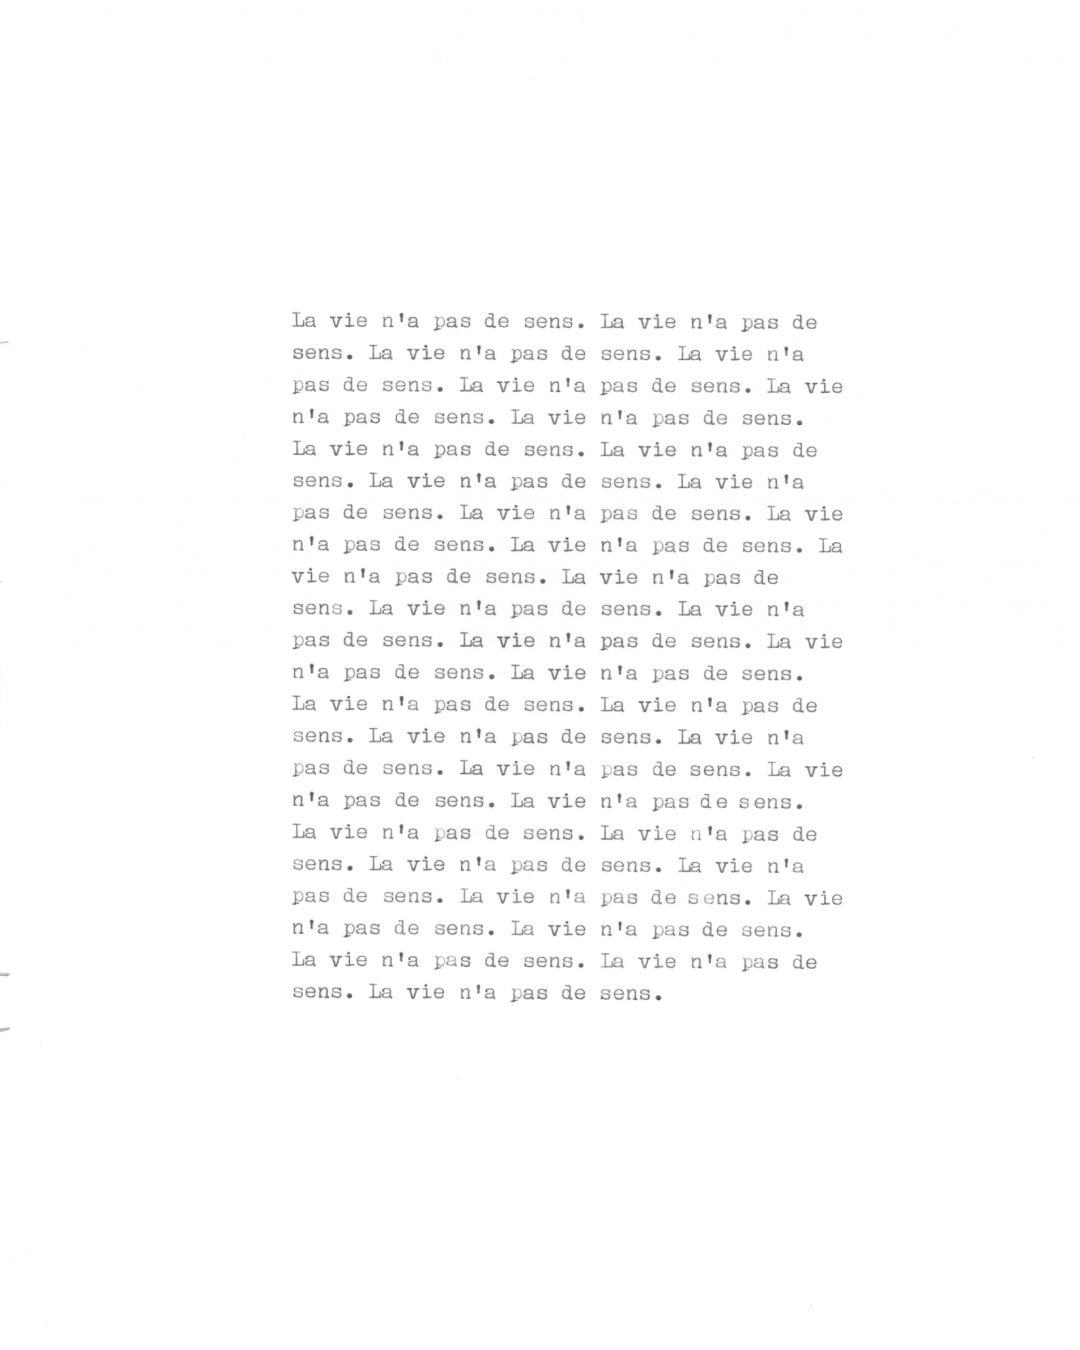 La vie n'a pas de sens. La vie n'a pas de
sens. La vie n'a pas de sens. La vie n'a
pas de sens. La vie n'a pas de sens. La vie
n'a pas de sens. La vie n'a pas de sens.
La vie n'a pas de sens. La vie n'a pas de
sens. La vie n'a pas de sens. La vie n'a
pas de sens. La vie n'a pas de sens. La vie
n'a pas de sens. La vie n'a pas de sens. La
vie n'a pas de sens. La vie n'a pas de
sens. La vie n'a pas de sens. La vie n'a
pas de sens. La vie n'a pas de sens. La vie
n'a pas de sens. La vie n'a pas de sens.
La vie n'a pas de sens. La vie n'a pas de
sens. La vie n'a pas de sens. La vie n'a
pas de sens. La vie n'a pas de sens. La vie
n'a pas de sens. La vie n'a pas de sens.
La vie n'a pas de sens. La vie n'a pas de
sens. La vie n'a pas de sens. La vie n'a
pas de sens. La vie n'a pas de sens. La vie
n'a pas de sens. La vie n'a pas de sens.
La vie n'a pas de sens. La vie n'a pas de
sens. La vie n'a pas de sens.